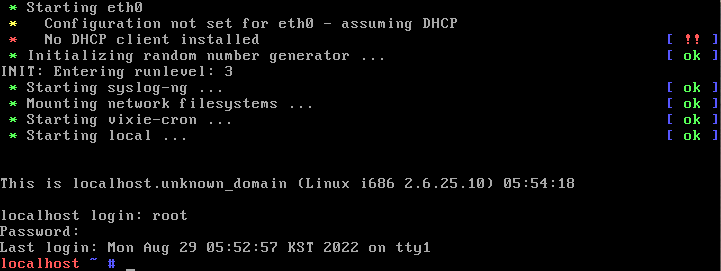 * Starting eth0
*   Configuration not set for eth0 - assuming DHCP
*   No DHCP client installed [ !! ]
* Initializing random number generator ... [ ok ]
INIT: Entering runlevel: 3
* Starting syslog-ng ... [ ok ]
* Mounting network filesystems ... [ ok ]
* Starting vixie-cron ... [ ok ]
* Starting local ... [ ok ]
This is localhost.unknown_domain (Linux i686 2.6.25.10) 05:54:18
localhost login: root
Password:
Last login: Mon Aug 29 05:52:57 KST 2022 on tty1
localhost ~ # _